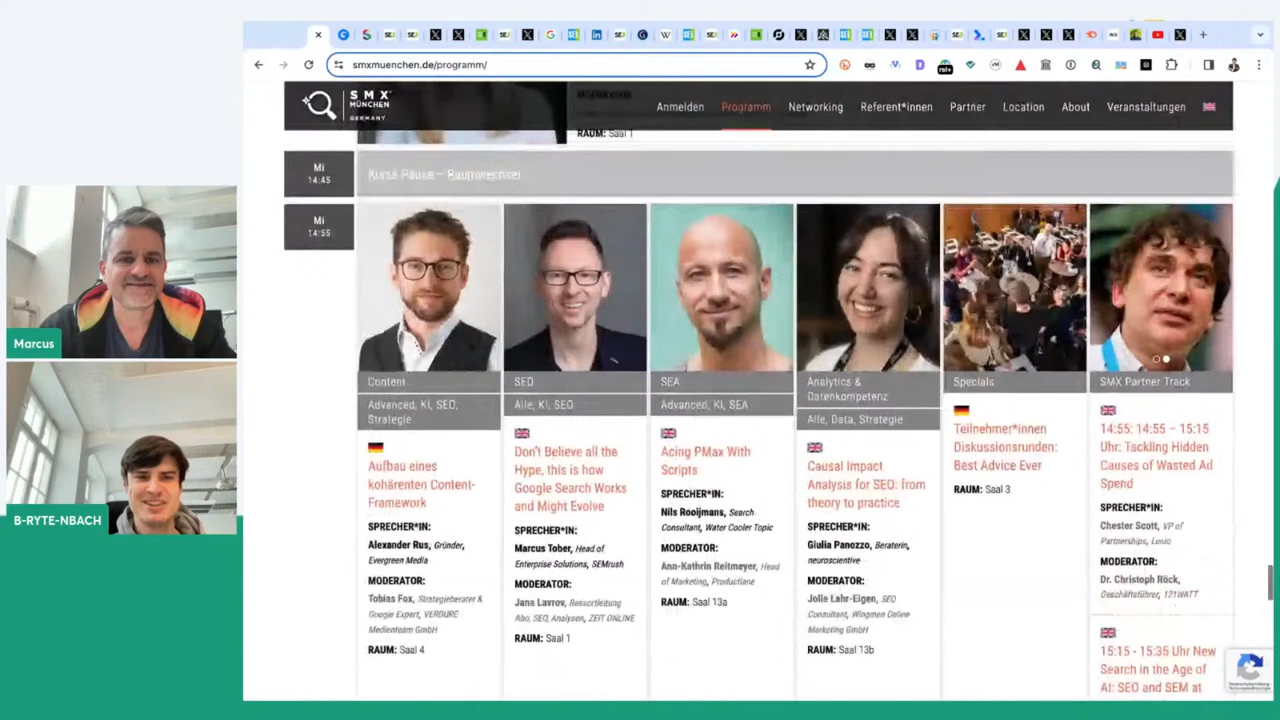 smxmuenchen.de/programm/
SMX
MÜNCHEN
GERMANY
Anmelden
Programm
Networking
Referent*innen
Partner
Location
About
Veranstaltungen
RAUM: Saal 1
Mi
14:45
Kurze Pause – Raumwechsel
Mi
14:55
Content
Advanced, KI, SEO,
Strategie
Aufbau eines
kohärenten Content-
Framework
SPRECHER*IN:
Alexander Rus, Gründer,
Evergreen Media
MODERATOR:
Tobias Fox, Strategieberater &
Google Expert, VERDURE
Medienteam GmbH
RAUM: Saal 4
SEO
Alle, KI, SEO
Don't Believe all the
Hype, this is how
Google Search Works
and Might Evolve
SPRECHER*IN:
Marcus Tober, Head of
Enterprise Solutions, SEMrush
MODERATOR:
Jana Lavrov, Ressortleitung
Abo, SEO, Analysen, ZEIT ONLINE
RAUM: Saal 1
SEA
Advanced, KI, SEA
Acing PMax With
Scripts
SPRECHER*IN:
Nils Rooijmans, Search
Consultant, Water Cooler Topic
MODERATOR:
Ann-Kathrin Reitmeyer, Head
of Marketing, Productlane
RAUM: Saal 13a
Analytics &
Datenkompetenz
Alle, Data, Strategie
Causal Impact
Analysis for SEO: from
theory to practice
SPRECHER*IN:
Giulia Panozzo, Beraterin,
neuroscientive
MODERATOR:
Jolle Lahr-Eigen, SEO
Consultant, Wingmen Online
Marketing GmbH
RAUM: Saal 13b
Specials
Teilnehmer*innen
Diskussionsrunden:
Best Advice Ever
RAUM: Saal 3
SMX Partner Track
14:55: 14:55 – 15:15
Uhr: Tackling Hidden
Causes of Wasted Ad
Spend
SPRECHER*IN:
Chester Scott, VP of
Partnerships, Lunio
MODERATOR:
Dr. Christoph Röck,
Geschäftsführer, 121WATT
15:15 - 15:35 Uhr New
Search in the Age of
AI: SEO and SEM at
Marcus
B-RYTE-NBACH